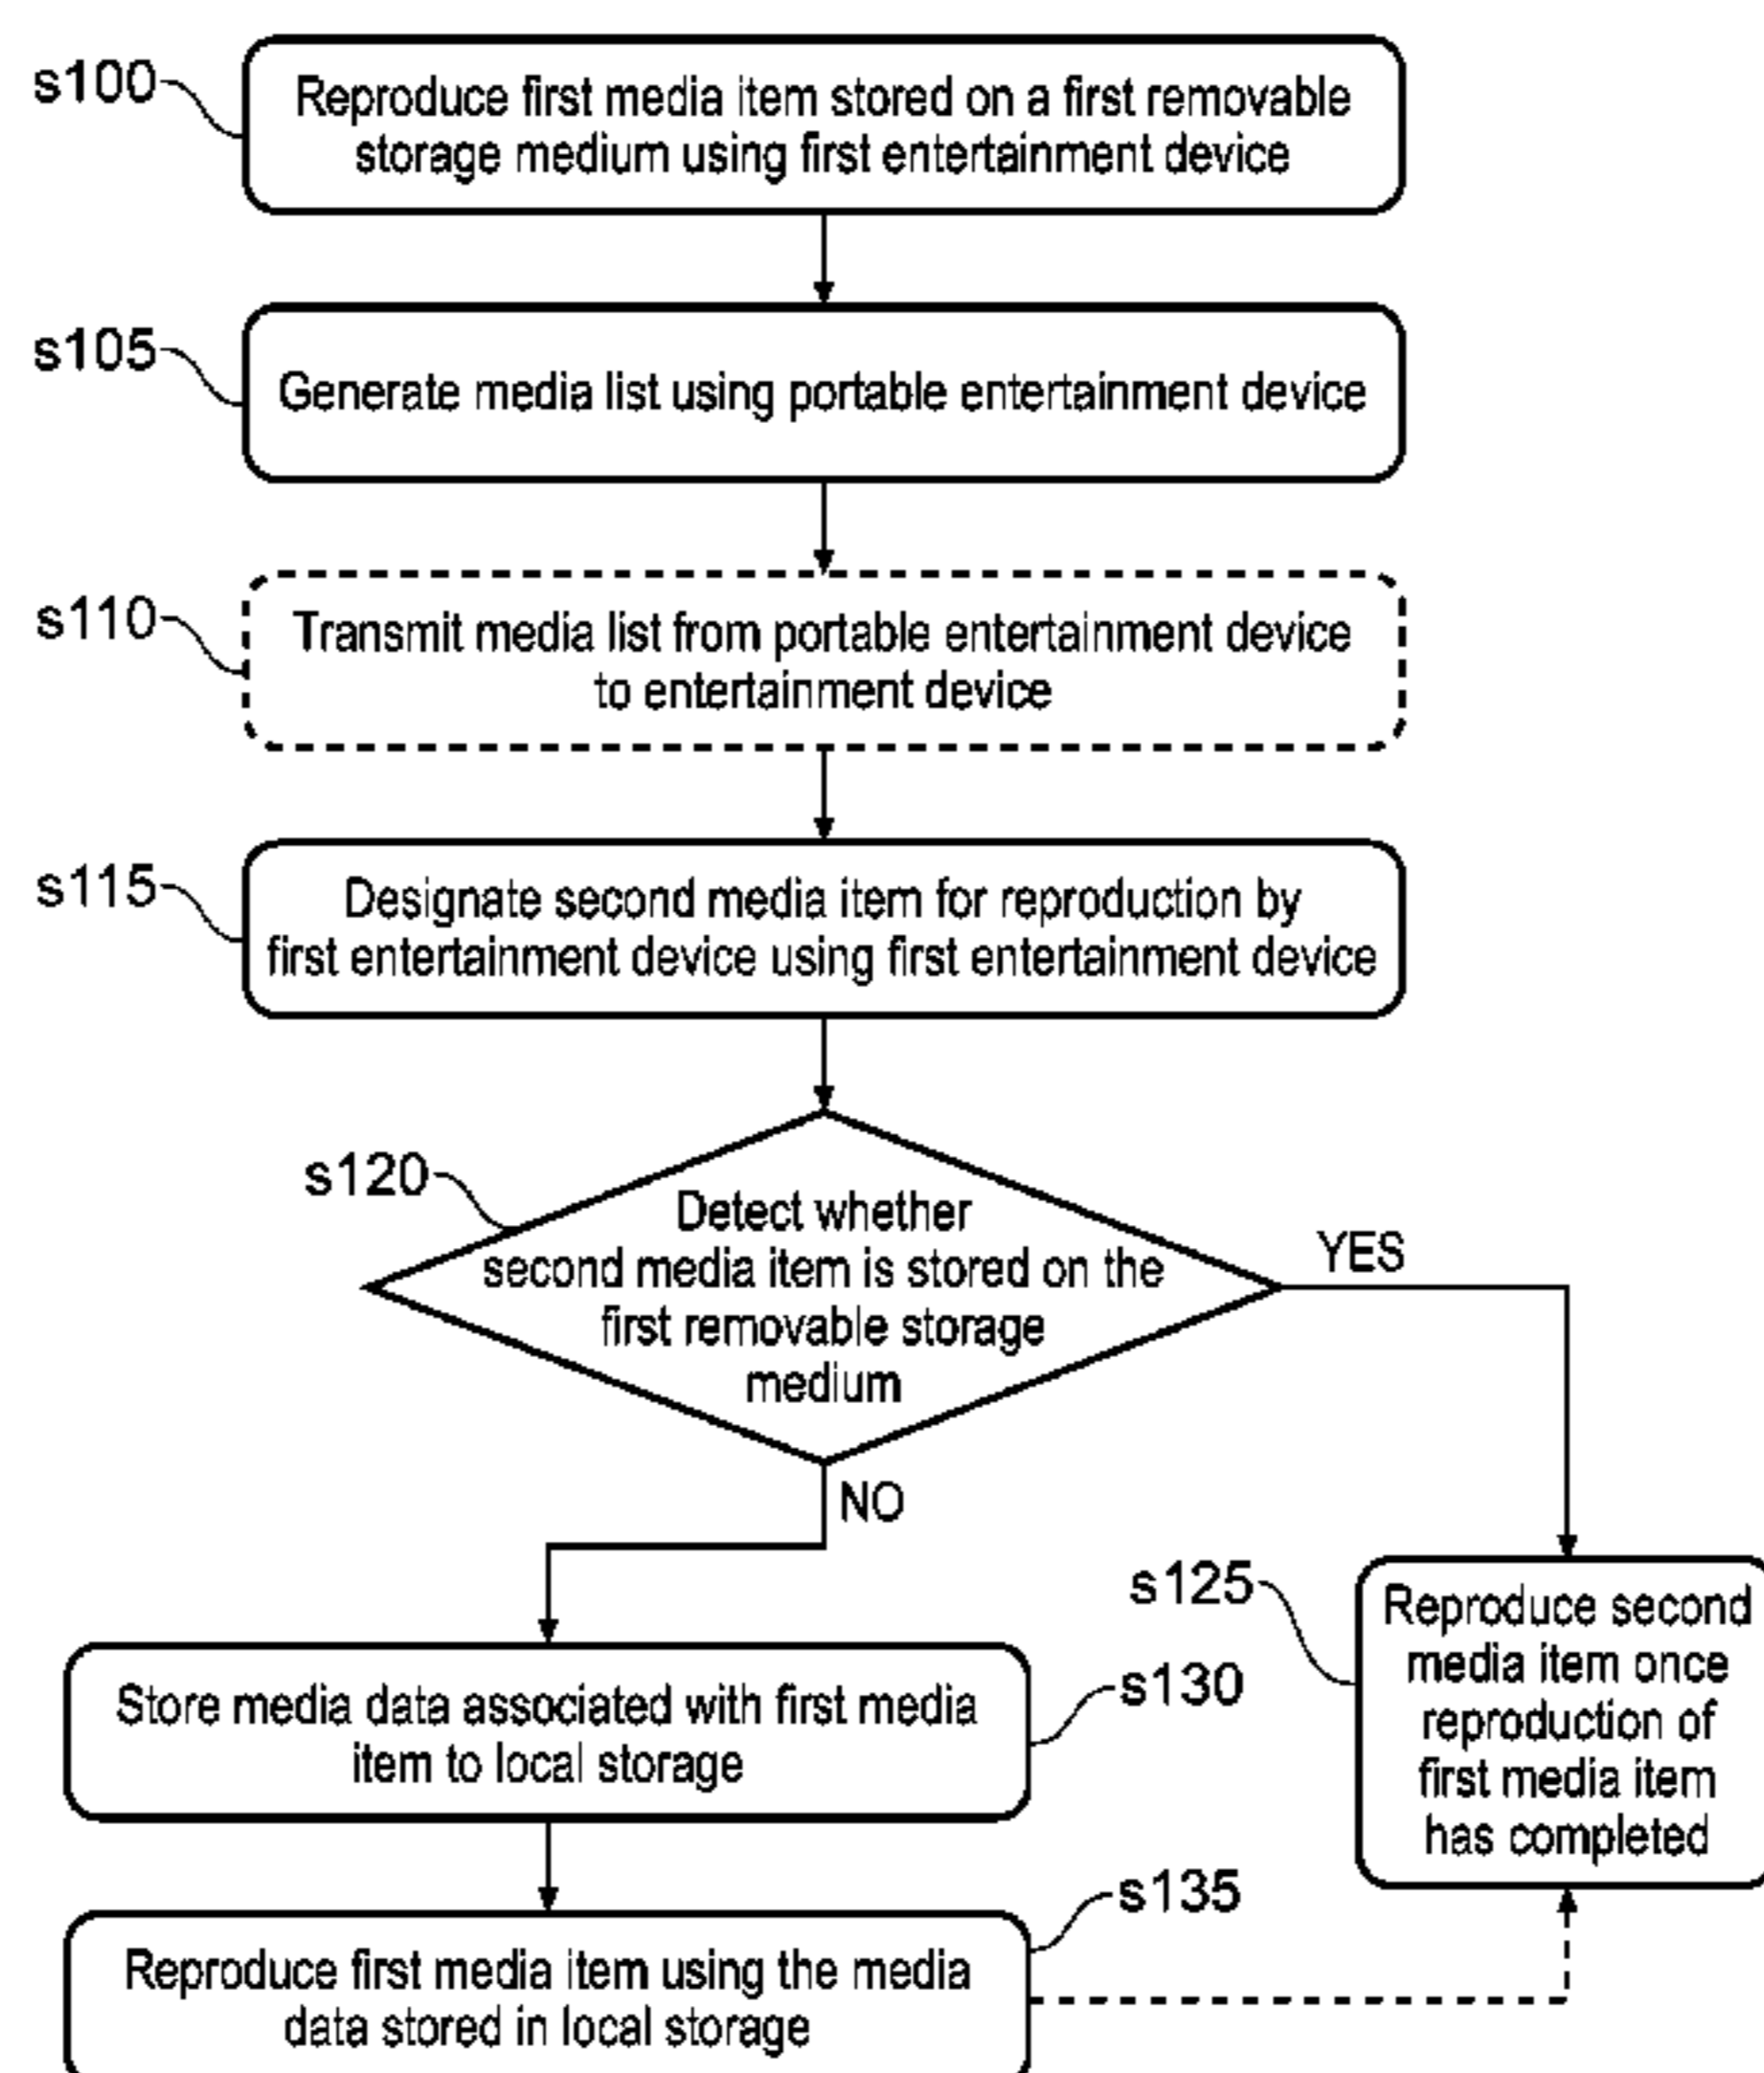 s100
Reproduce first media item stored on a first removable
storage medium using first entertainment device
s105
Generate media list using portable entertainment device
s110
Transmit media list from portable entertainment device
to entertainment device
s115
Designate second media item for reproduction by
first entertainment device using first entertainment device
s120
Detect whether
second media item is stored on the
first removable storage
medium
YES
NO
s125
Reproduce second
media item once
reproduction of
first media item
has completed
s130
Store media data associated with first media
item to local storage
s135
Reproduce first media item using the media
data stored in local storage